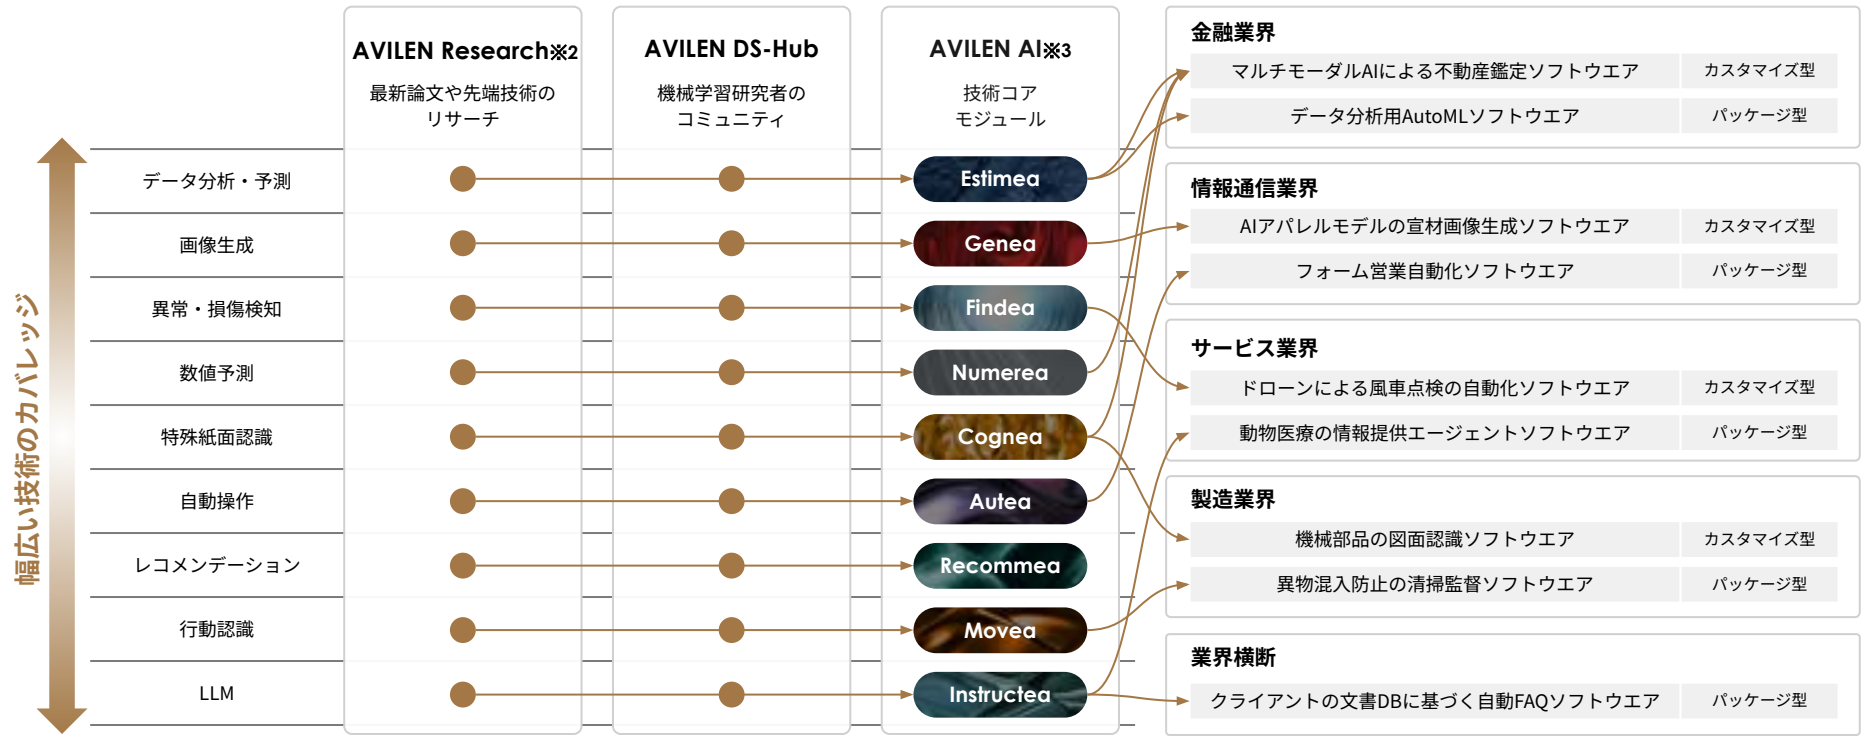 AVILEN Research※2
最新論文や先端技術の
リサーチ
AVILEN DS-Hub
機械学習研究者の
コミュニティ
AVILEN AI※3
技術コア
モジュール
幅広い技術のカバレッジ
データ分析・予測
Estimea
画像生成
Genea
異常・損傷検知
Findea
数値予測
Numerea
特殊紙面認識
Cognea
自動操作
Autea
レコメンデーション
Recommea
行動認識
Movea
LLM
Instructea
金融業界
マルチモーダルAIによる不動産鑑定ソフトウエア
カスタマイズ型
データ分析用AutoMLソフトウエア
パッケージ型
情報通信業界
AIアパレルモデルの宣材画像生成ソフトウエア
カスタマイズ型
フォーム営業自動化ソフトウエア
パッケージ型
サービス業界
ドローンによる風車点検の自動化ソフトウエア
カスタマイズ型
動物医療の情報提供エージェントソフトウエア
パッケージ型
製造業界
機械部品の図面認識ソフトウエア
カスタマイズ型
異物混入防止の清掃監督ソフトウエア
パッケージ型
業界横断
クライアントの文書DBに基づく自動FAQソフトウエア
パッケージ型